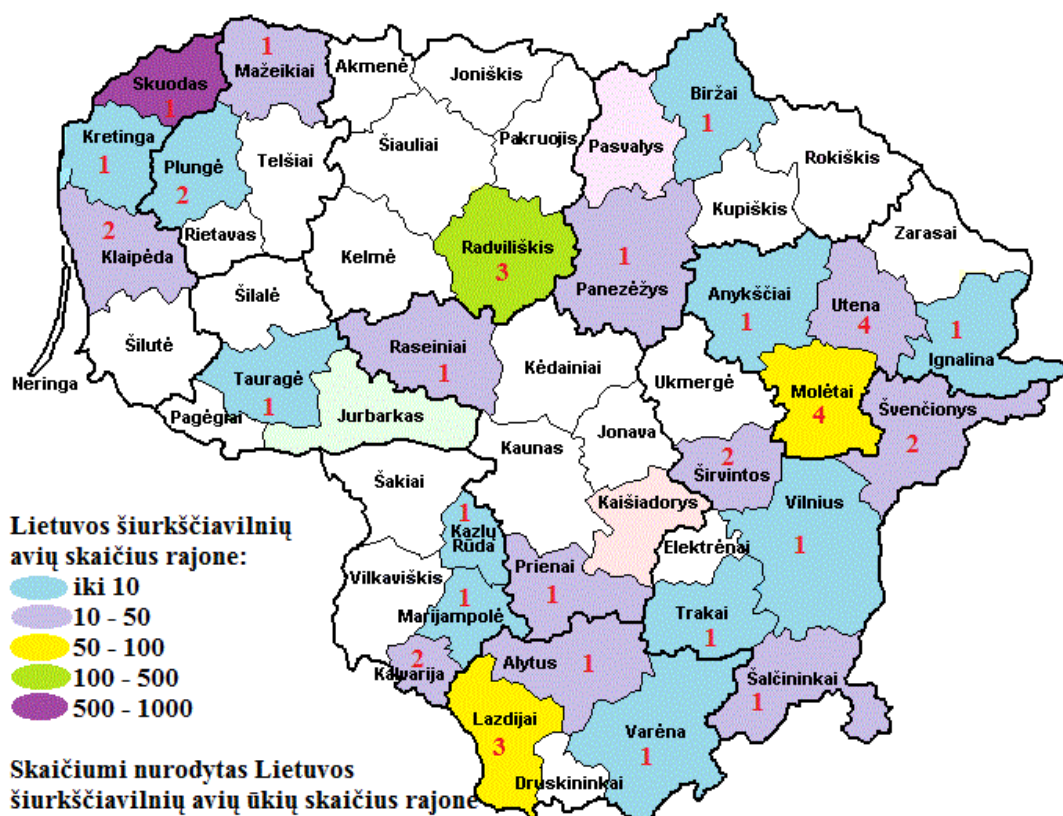 1
Mažeikiai
Akmenė
Joniškis
Skuodas
1
Biržai
1
Kretinga
1
Plungė
2
Telšiai
Šiauliai
Pakruojis
Pasvalys
Rokiškis
Kupiškis
2
Klaipėda
Rietavas
Kelmė
Radviliškis
3
1
Panezėžys
Zarasai
Anykščiai
1
Utena
4
1
Ignalina
Šilalė
Šilutė
Neringa
Raseiniai
1
Kėdainiai
Ukmergė
Molėtai
4
Švenčionys
2
Tauragė
1
Pagėgiai
Jurbarkas
Kaunas
Jonava
2
Širvintos
Šakiai
Kaišiadorys
Vilnius
1
1
Kazlų
Rūda
Elektrėnai
Vilkaviškis
Prienai
1
1
Marijampolė
Trakai
1
2
Kalvarija
Alytus
1
Šalčininkai
1
Lazdijai
3
Varėna
1
Druskininkai
Lietuvos šiurkščiavilnių
avių skaičius rajone:
iki 10
10 - 50
50 - 100
100 - 500
500 - 1000
Skaičiumi nurodytas Lietuvos
šiurkščiavilnių avių ūkių skaičius rajone